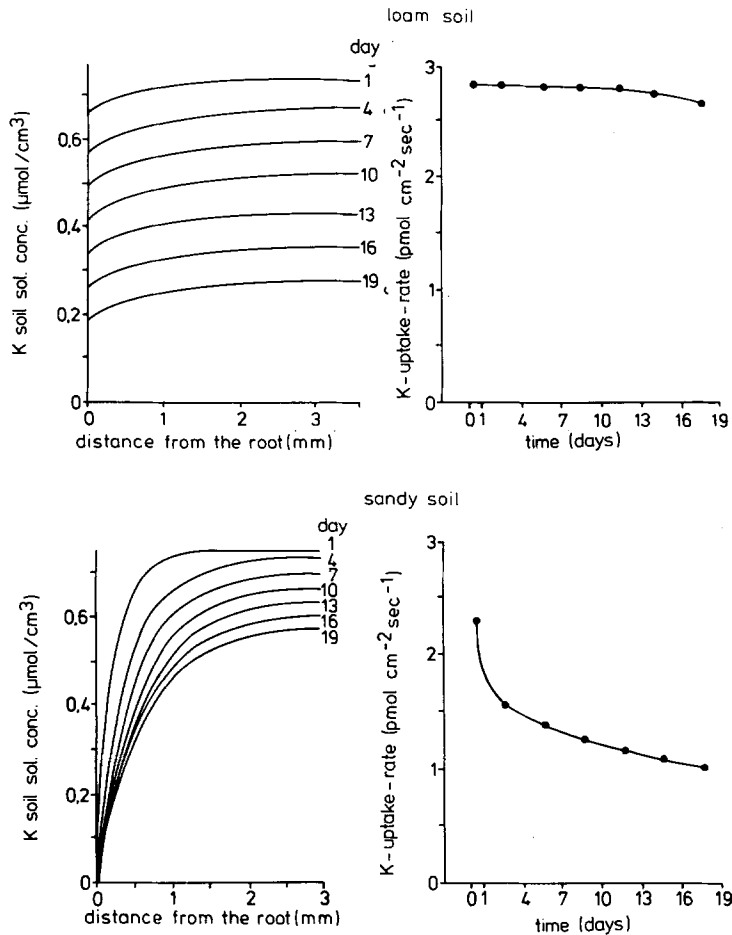 loam soil
day
1
4
7
10
13
16
19
K soil sol. conc. (μmol/cm³)
0,6
0,4
0,2
0
0 1 2 3
distance from the root(mm)
K-uptake-rate (pmol cm⁻² sec⁻¹)
3
2
1
0
0 1 4 7 10 13 16 19
time (days)
sandy soil
day
1
4
7
10
13
16
19
K soil sol. conc. (μmol/cm³)
0,6
0,4
0,2
0
0 1 2 3
distance from the root(mm)
K-uptake-rate (pmol cm⁻² sec⁻¹)
3
2
1
0
0 1 4 7 10 13 16 19
time (days)